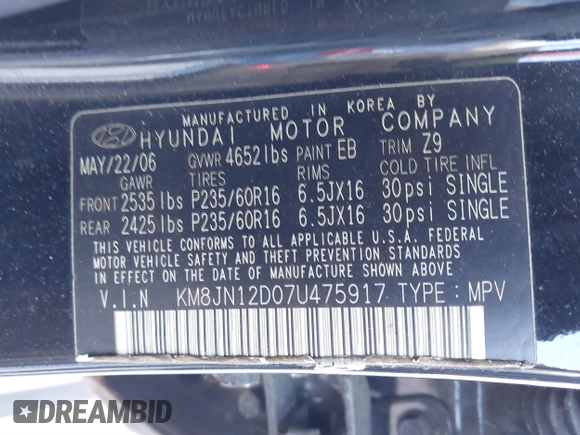 MANUFACTURED IN KOREA BY
HYUNDAI MOTOR COMPANY
MAY/22/06 GVWR 4652 lbs PAINT EB TRIM Z9
GAWR TIRES RIMS COLD TIRE INFL
FRONT 2535 lbs P235/60R16 6.5JX16 30psi SINGLE
REAR 2425 lbs P235/60R16 6.5JX16 30psi SINGLE
THIS VEHICLE CONFORMS TO ALL APPLICABLE U.S.A. FEDERAL
MOTOR VEHICLE SAFETY AND THEFT PREVENTION STANDARDS
IN EFFECT ON THE DATE OF MANUFACTURE SHOWN ABOVE.
V.I.N KM8JN12D07U475917 TYPE : MPV
DREAMBID